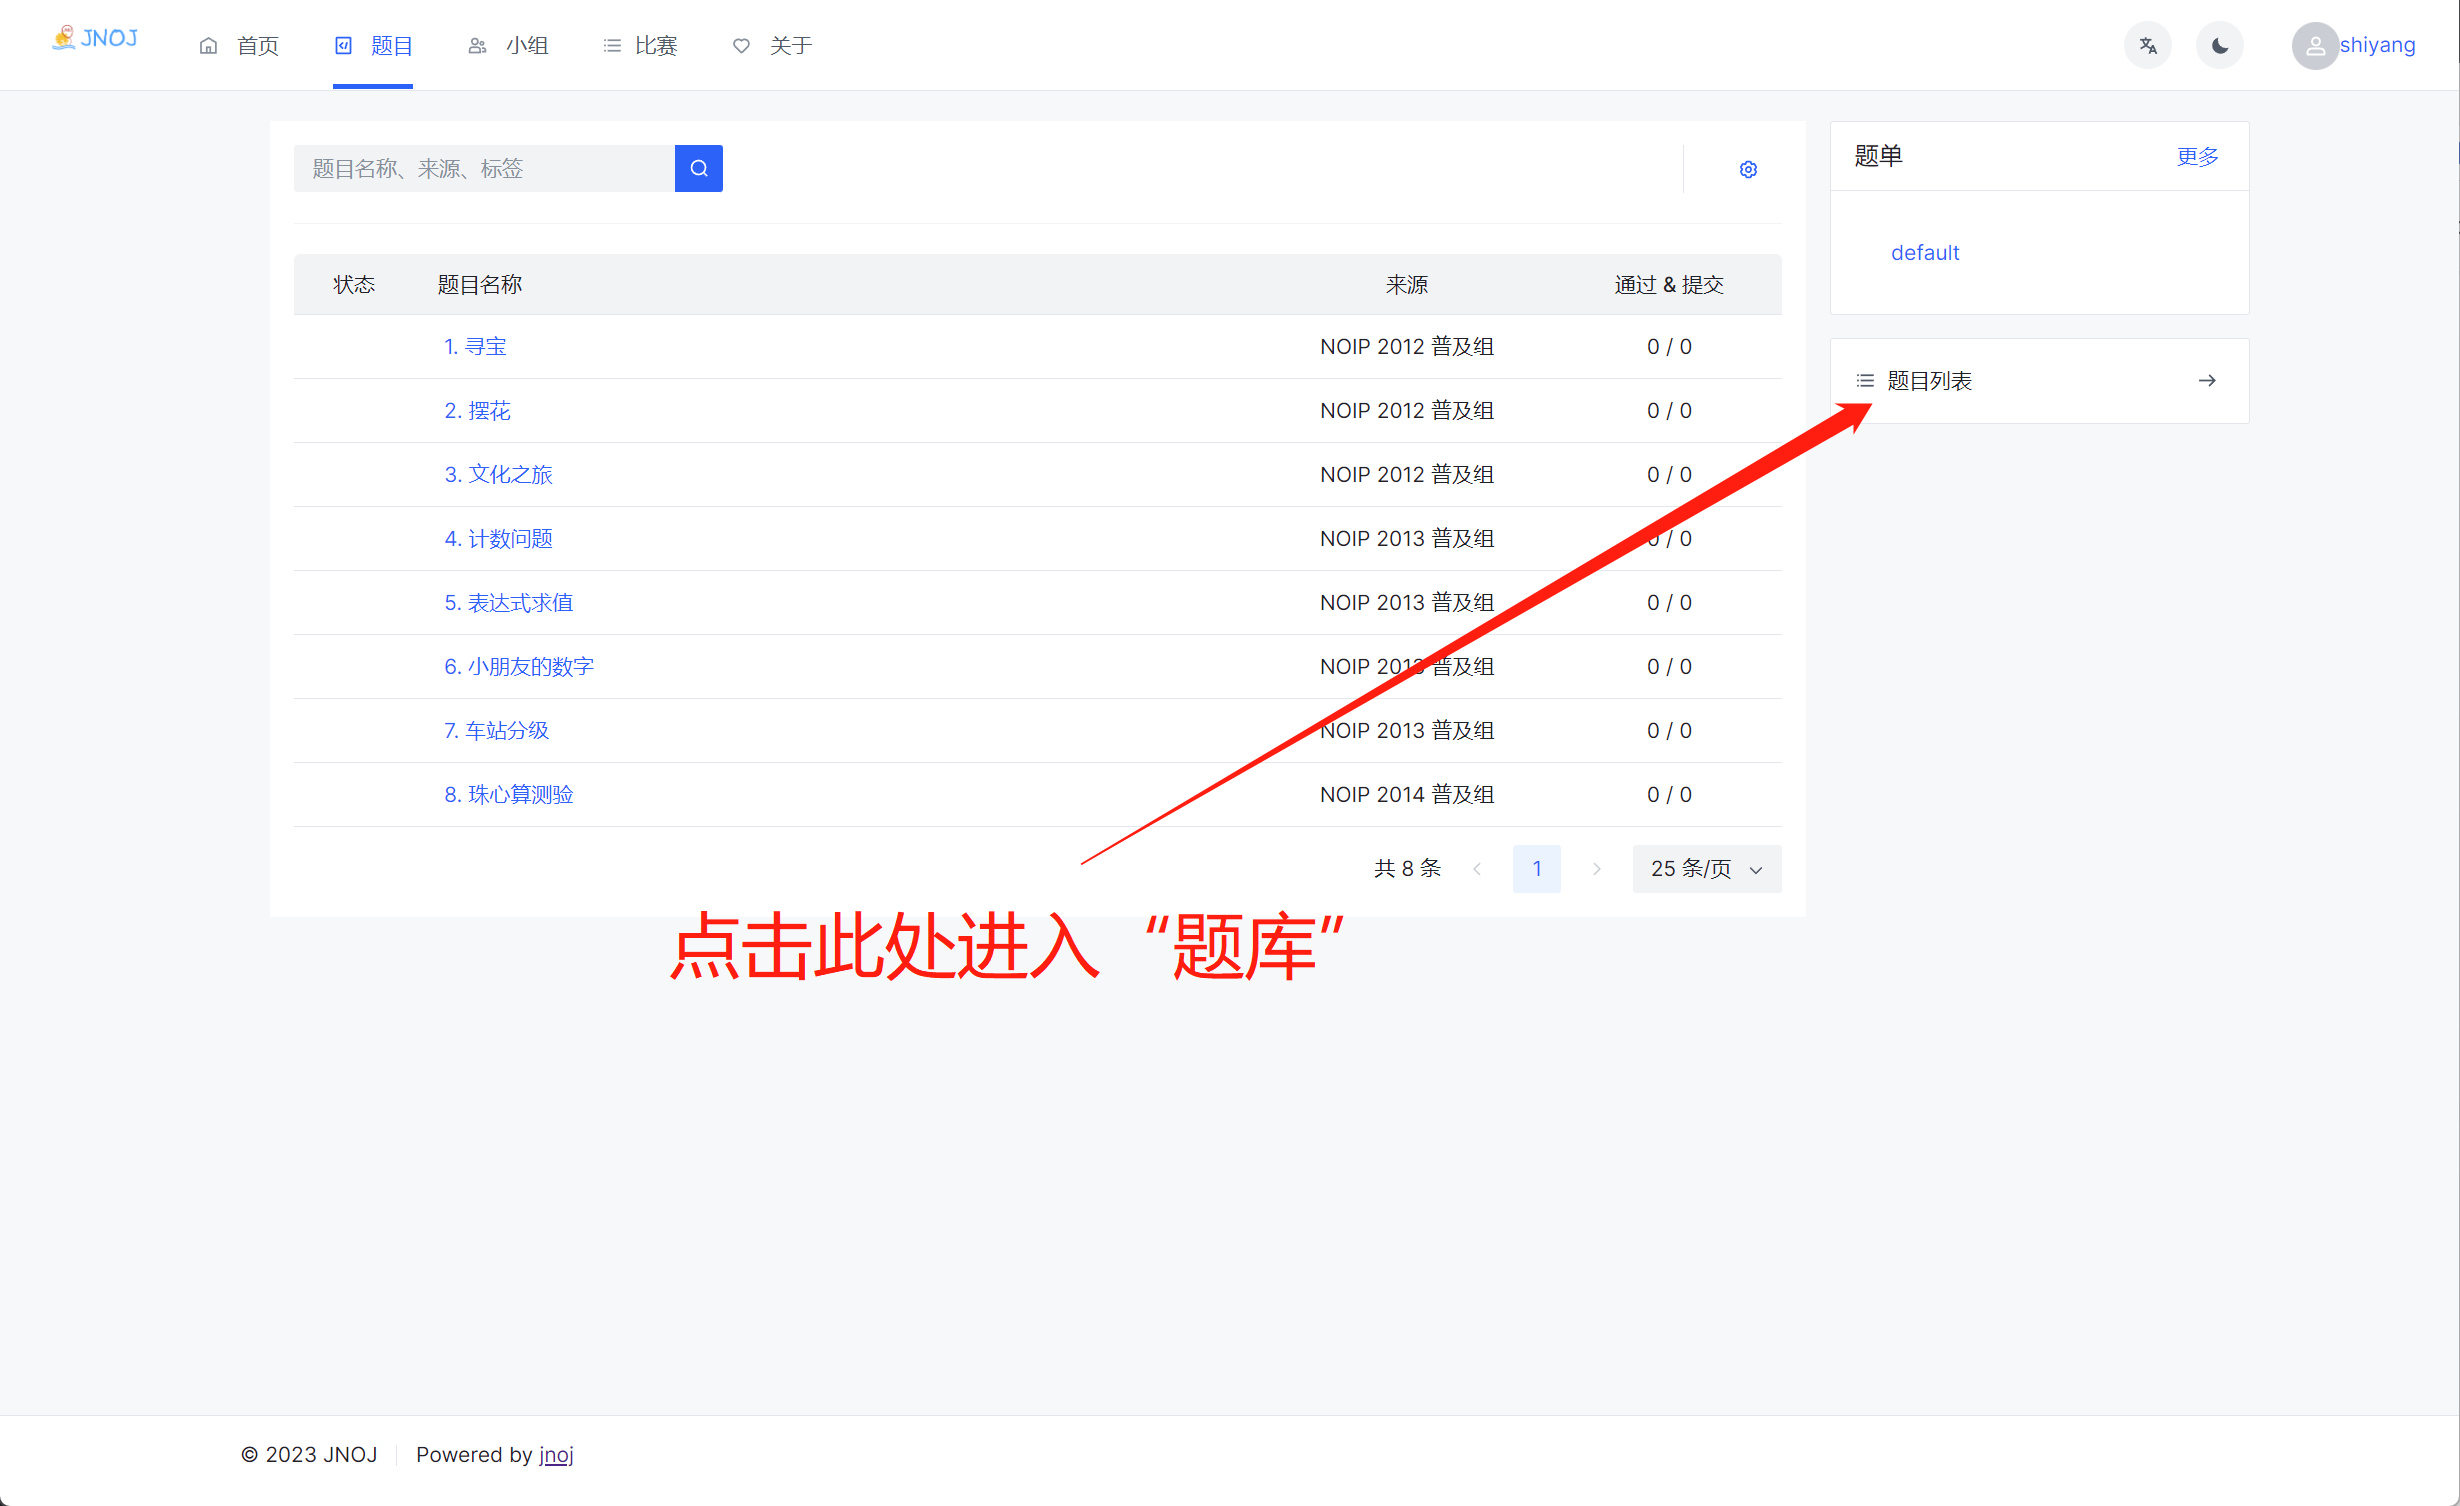 JNOJ
首页
题目
小组
比赛
关于
shiyang
题目名称、来源、标签
题单
更多
default
题目列表
状态
题目名称
来源
通过 & 提交
1. 寻宝
NOIP 2012 普及组
0 / 0
2. 摆花
NOIP 2012 普及组
0 / 0
3. 文化之旅
NOIP 2012 普及组
0 / 0
4. 计数问题
NOIP 2013 普及组
0 / 0
5. 表达式求值
NOIP 2013 普及组
0 / 0
6. 小朋友的数字
NOIP 2013 普及组
0 / 0
7. 车站分级
NOIP 2013 普及组
0 / 0
8. 珠心算测验
NOIP 2014 普及组
0 / 0
共 8 条
1
25 条/页
点击此处进入“题库”
© 2023 JNOJ
Powered by jnoj